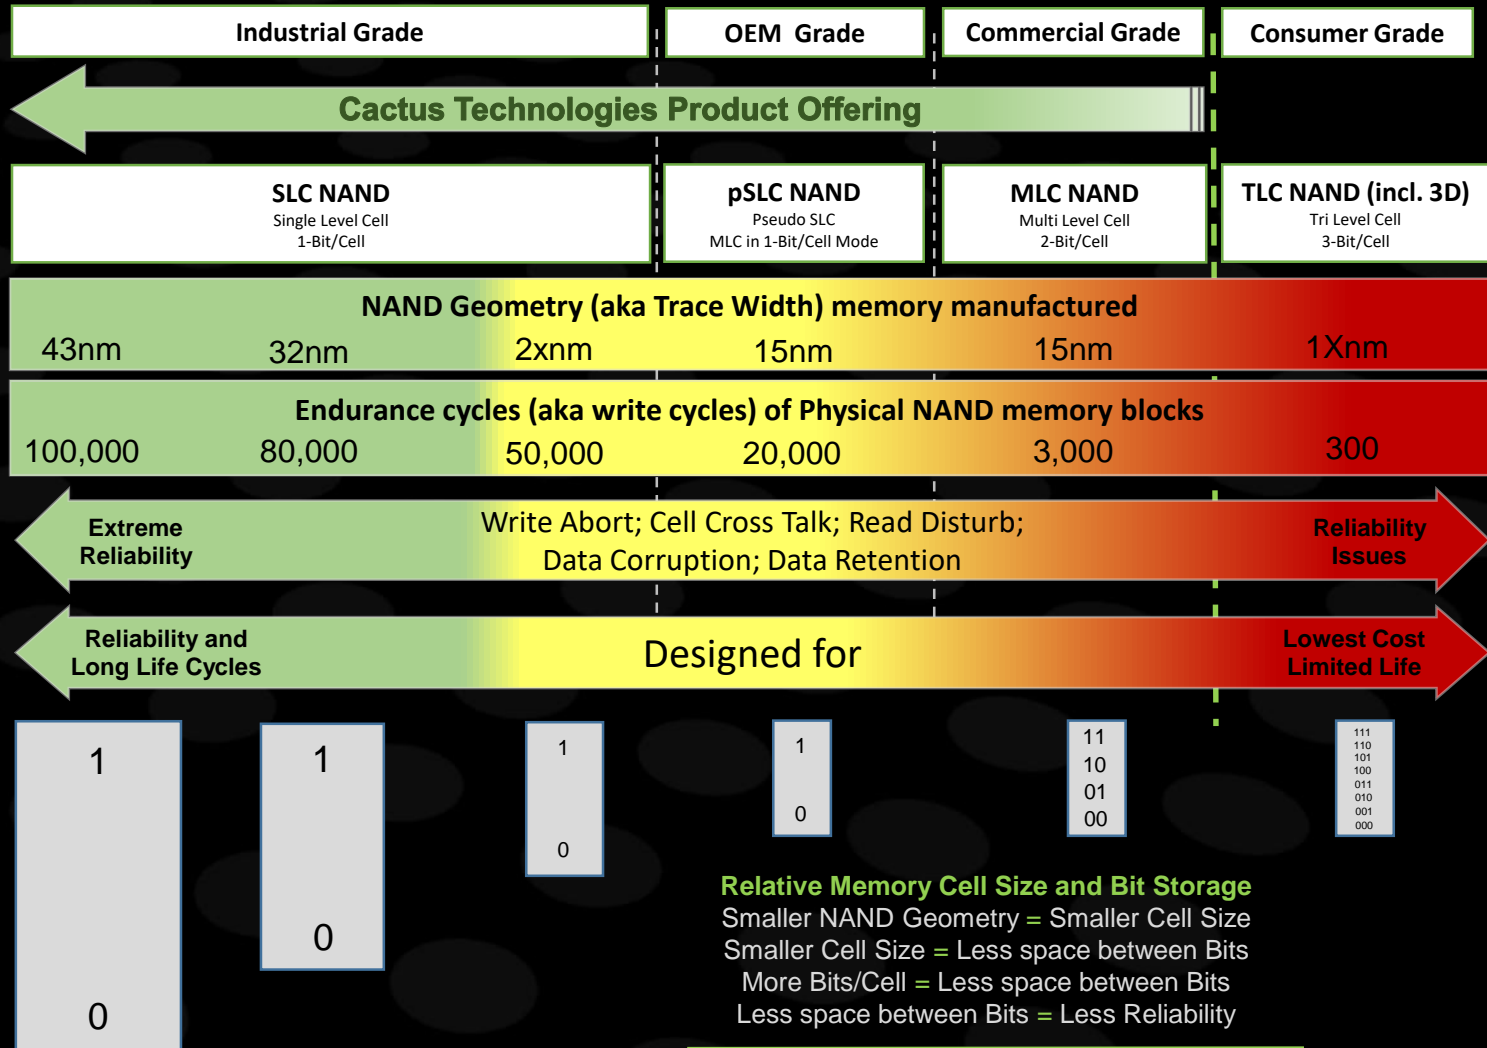 Industrial Grade
OEM  Grade
Commercial Grade
Consumer Grade
Cactus Technologies Product Offering
SLC NAND
Single Level Cell
1-Bit/Cell
pSLC NAND
Pseudo SLC
MLC in 1-Bit/Cell Mode
MLC NAND
Multi Level Cell
2-Bit/Cell
TLC NAND (incl. 3D)
Tri Level Cell
3-Bit/Cell
NAND Geometry (aka Trace Width) memory manufactured
43nm 32nm 2xnm 15nm 15nm 1Xnm
Endurance cycles (aka write cycles) of Physical NAND memory blocks
100,000 80,000 50,000 20,000 3,000 300
Extreme
Reliability
Write Abort; Cell Cross Talk; Read Disturb;
Data Corruption; Data Retention
Reliability
Issues
Reliability and
Long Life Cycles
Designed for
Lowest Cost
Limited Life
1
0
1
0
1
0
1
0
11
10
01
00
111
110
101
100
011
010
001
000
Relative Memory Cell Size and Bit Storage
Smaller NAND Geometry = Smaller Cell Size
Smaller Cell Size = Less space between Bits
More Bits/Cell = Less space between Bits
Less space between Bits = Less Reliability